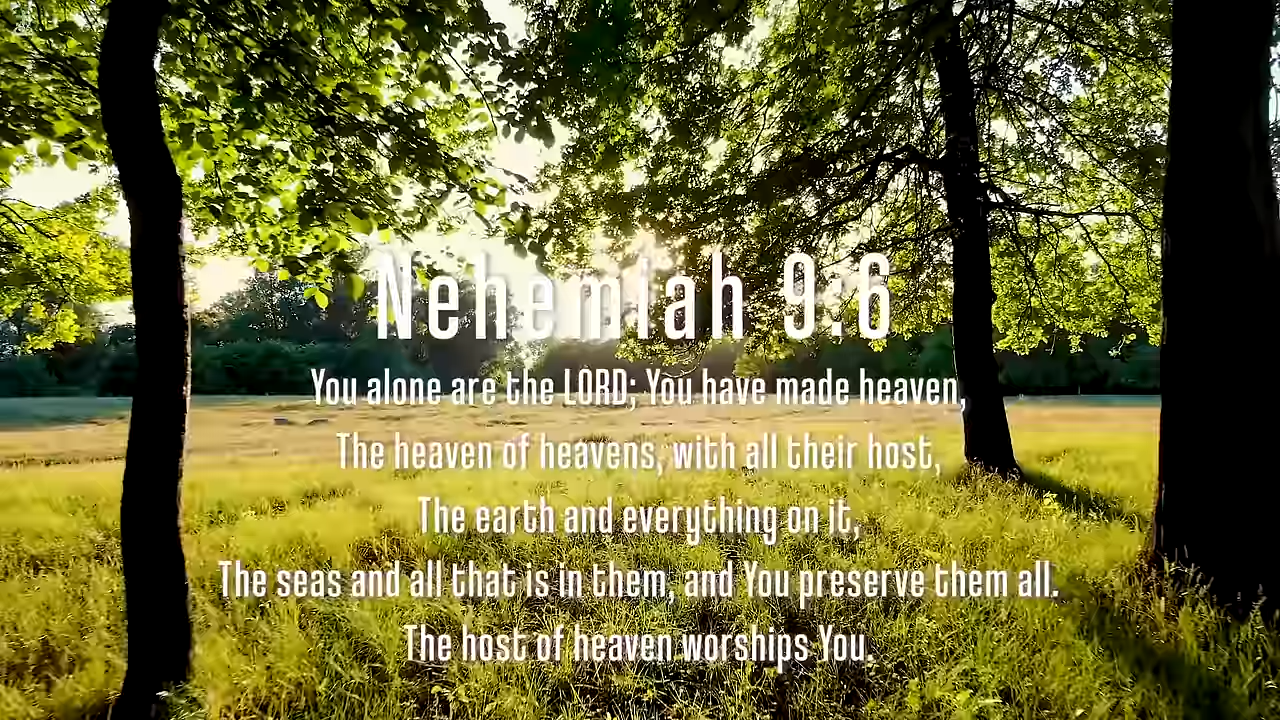 Nehemiah 9:6
You alone are the LORD; You have made heaven,
The heaven of heavens, with all their host,
The earth and everything on it,
The seas and all that is in them, and You preserve them all.
The host of heaven worships You.